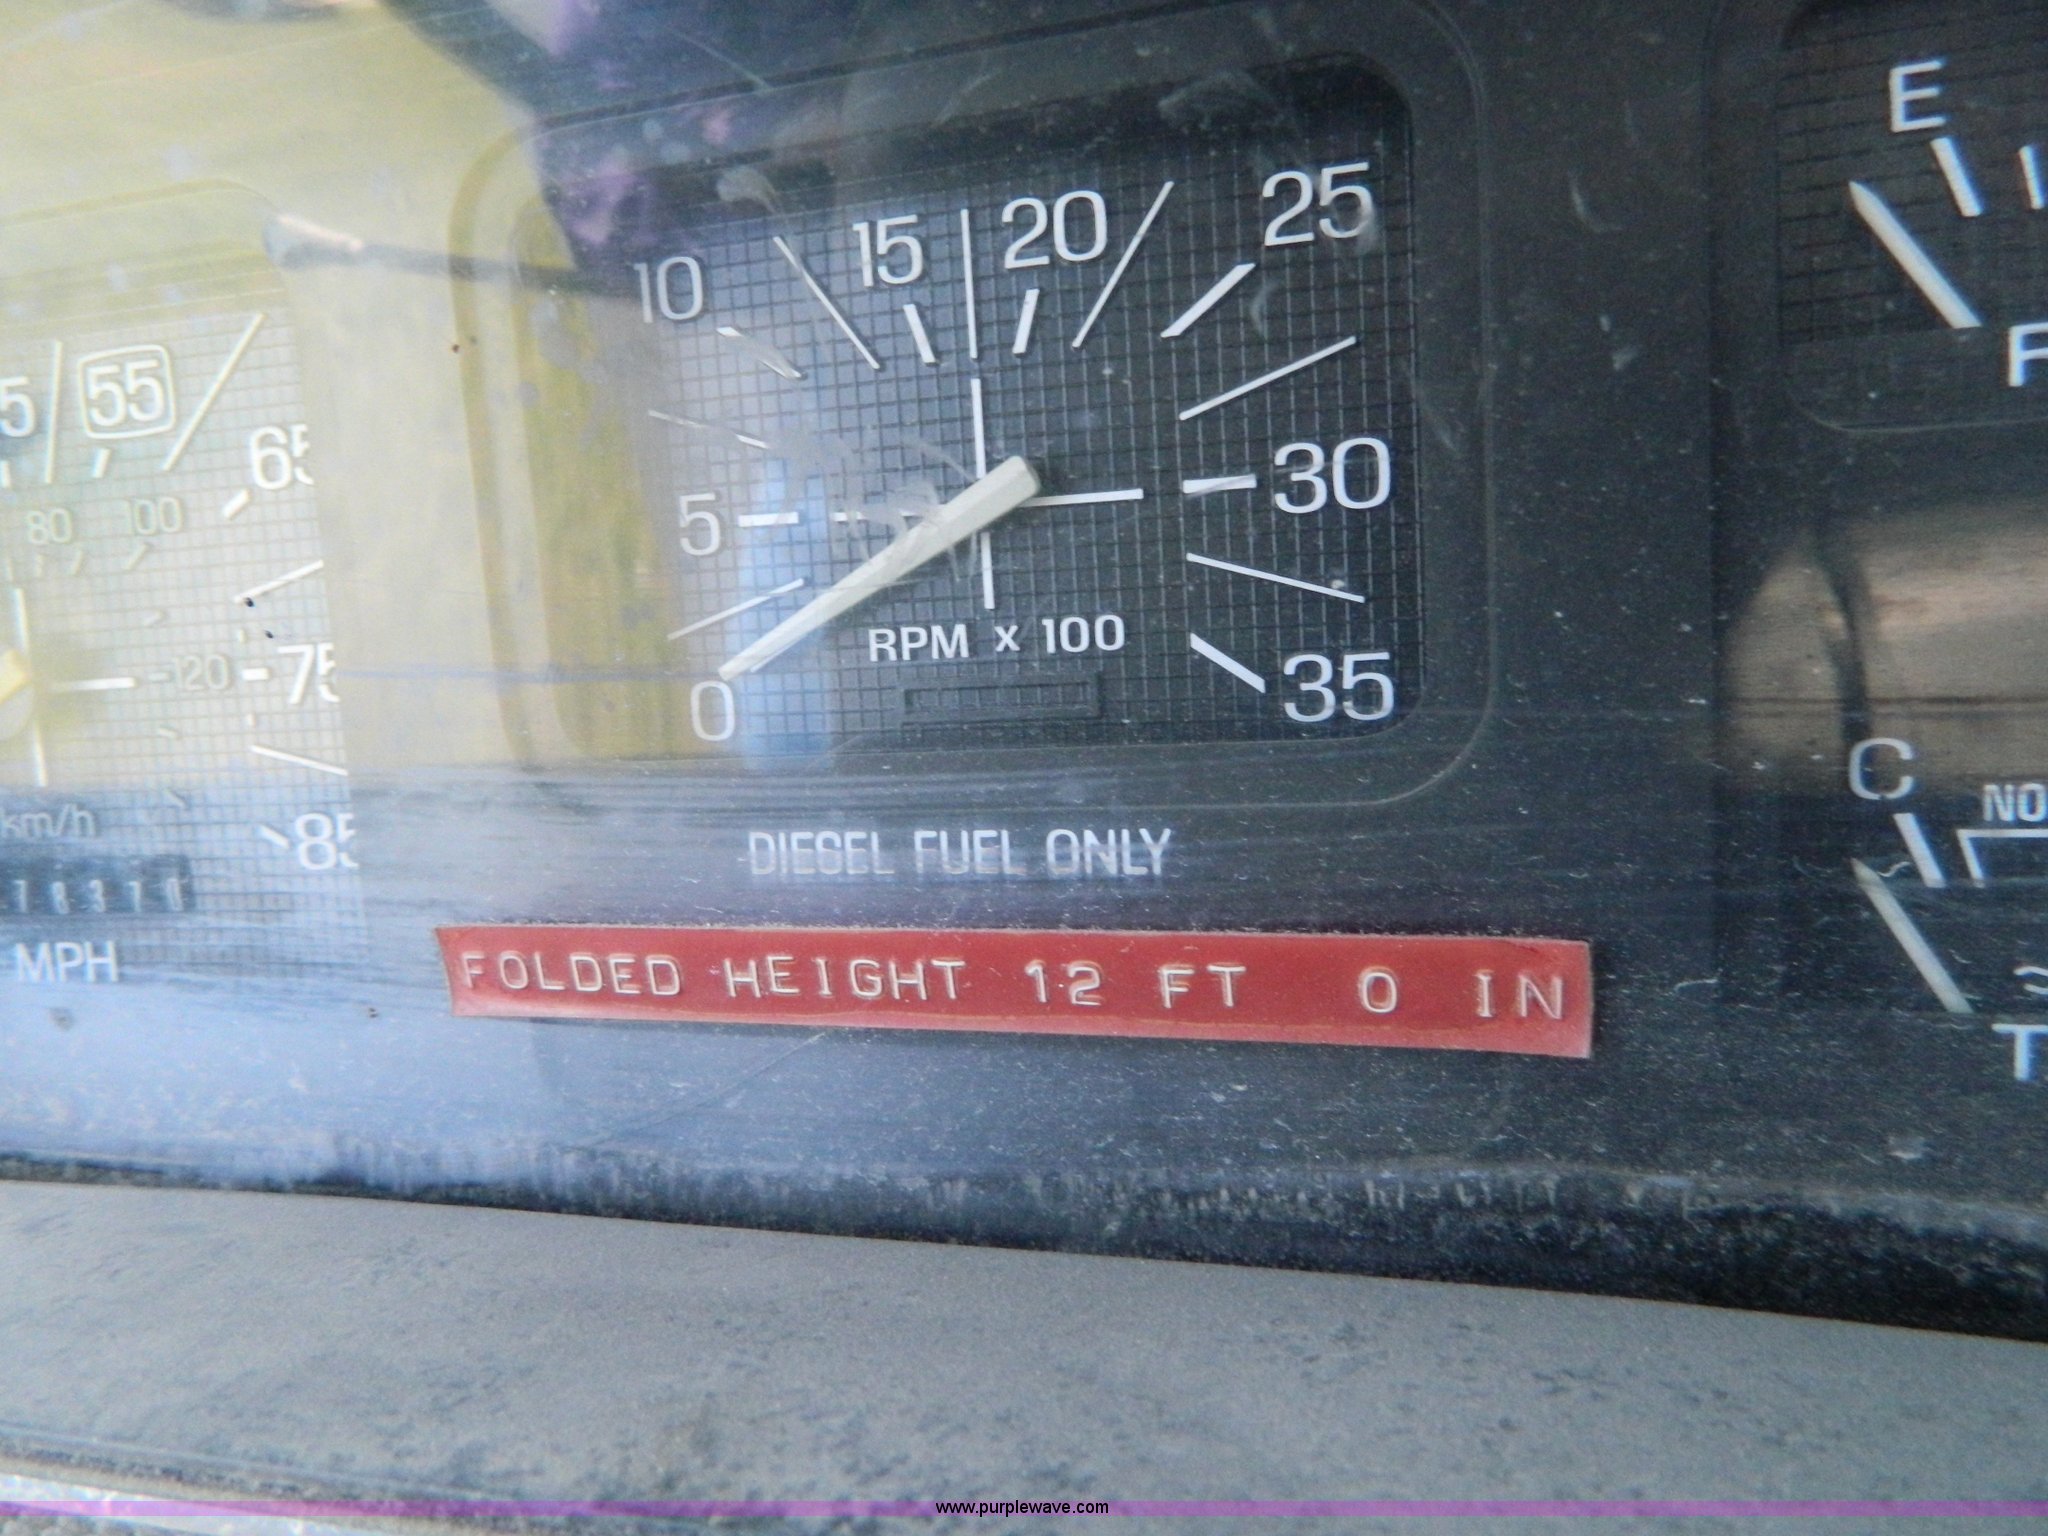 10 15 20 25
5 30
0 35
RPM x 100
55
65
80 100
120 75
85
km/h
MPH
E
C
NO
DIESEL FUEL ONLY
FOLDED HEIGHT 12 FT 0 IN
www.purplewave.com